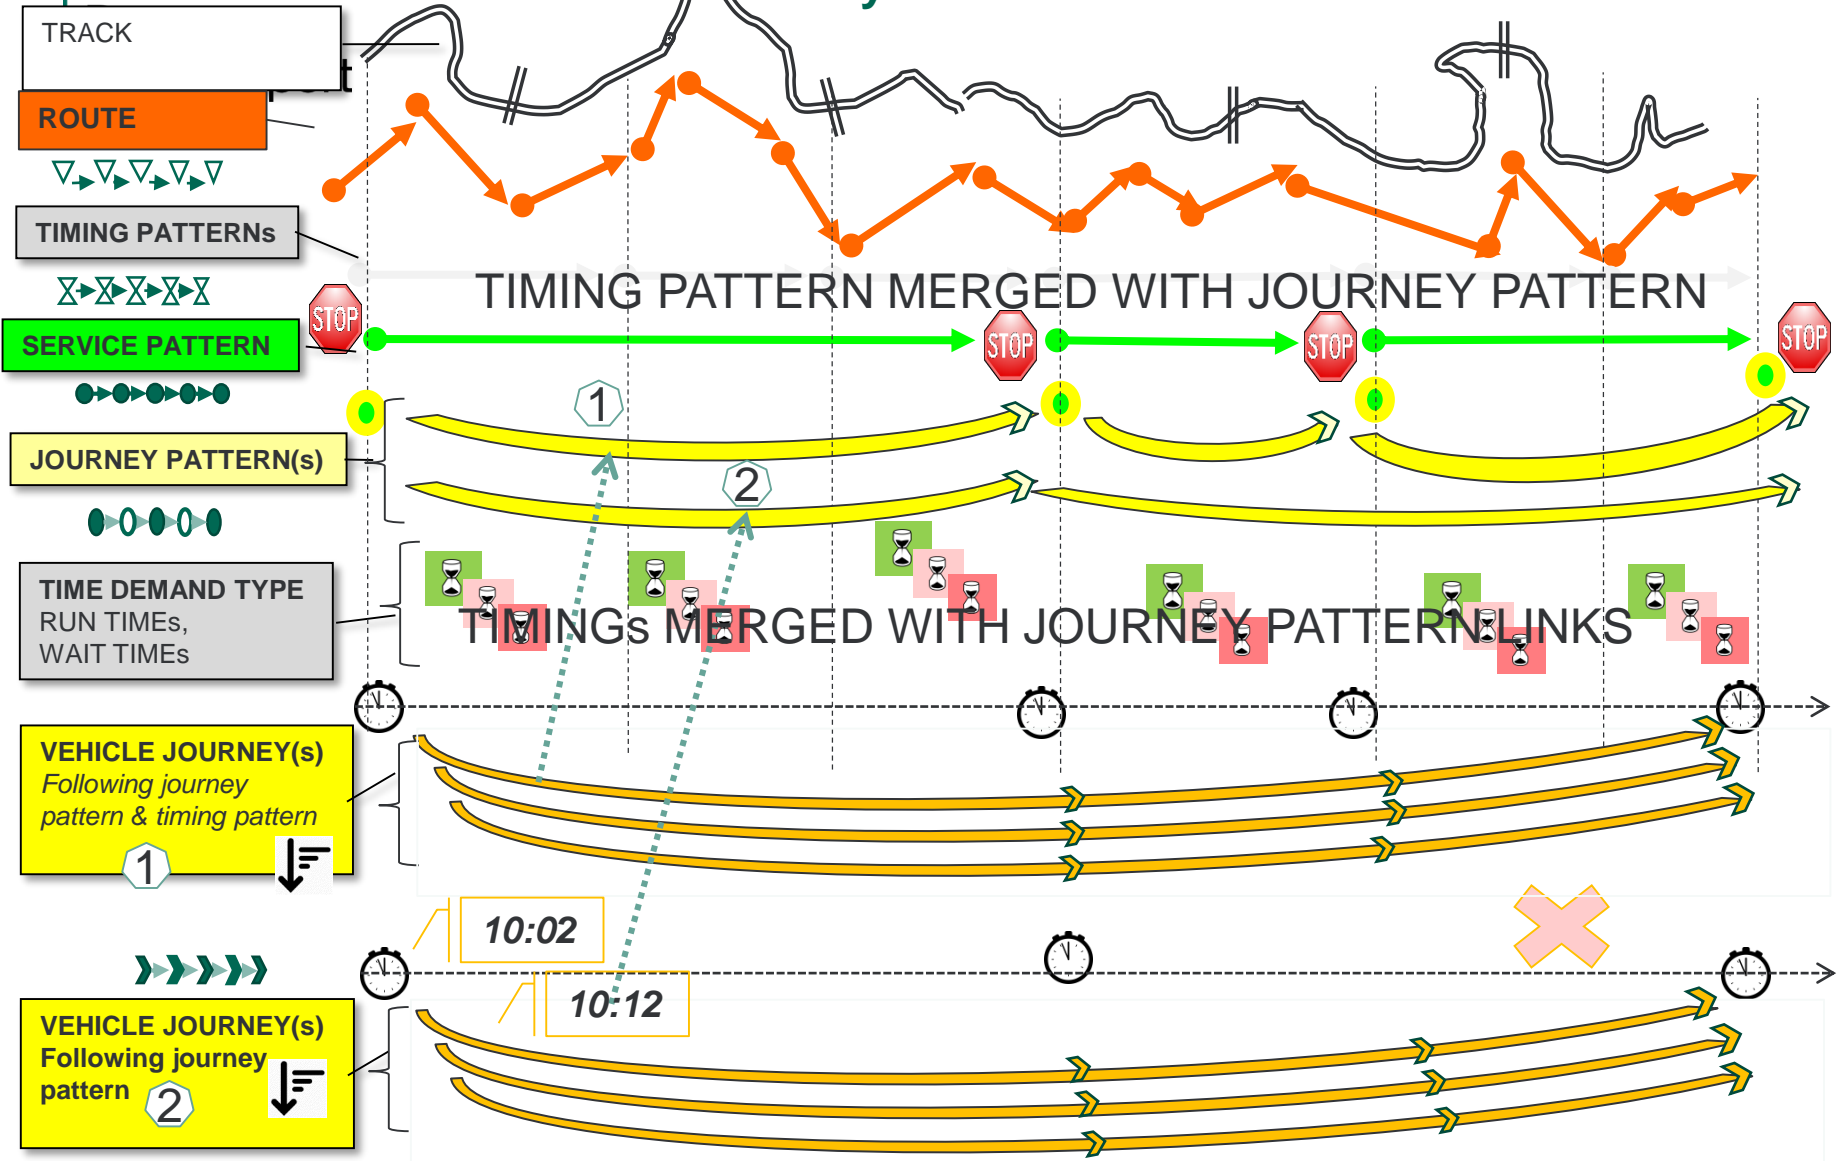 TRACK
ROUTE
TIMING PATTERNs
TIMING PATTERN MERGED WITH JOURNEY PATTERN
STOP
STOP
STOP
STOP
SERVICE PATTERN
1
JOURNEY PATTERN(s)
2
TIME DEMAND TYPE
RUN TIMEs,
WAIT TIMEs
TIMINGs MERGED WITH JOURNEY PATTERN LINKS
VEHICLE JOURNEY(s)
Following journey
pattern & timing pattern
1
10:02
10:12
VEHICLE JOURNEY(s)
Following journey
pattern
2